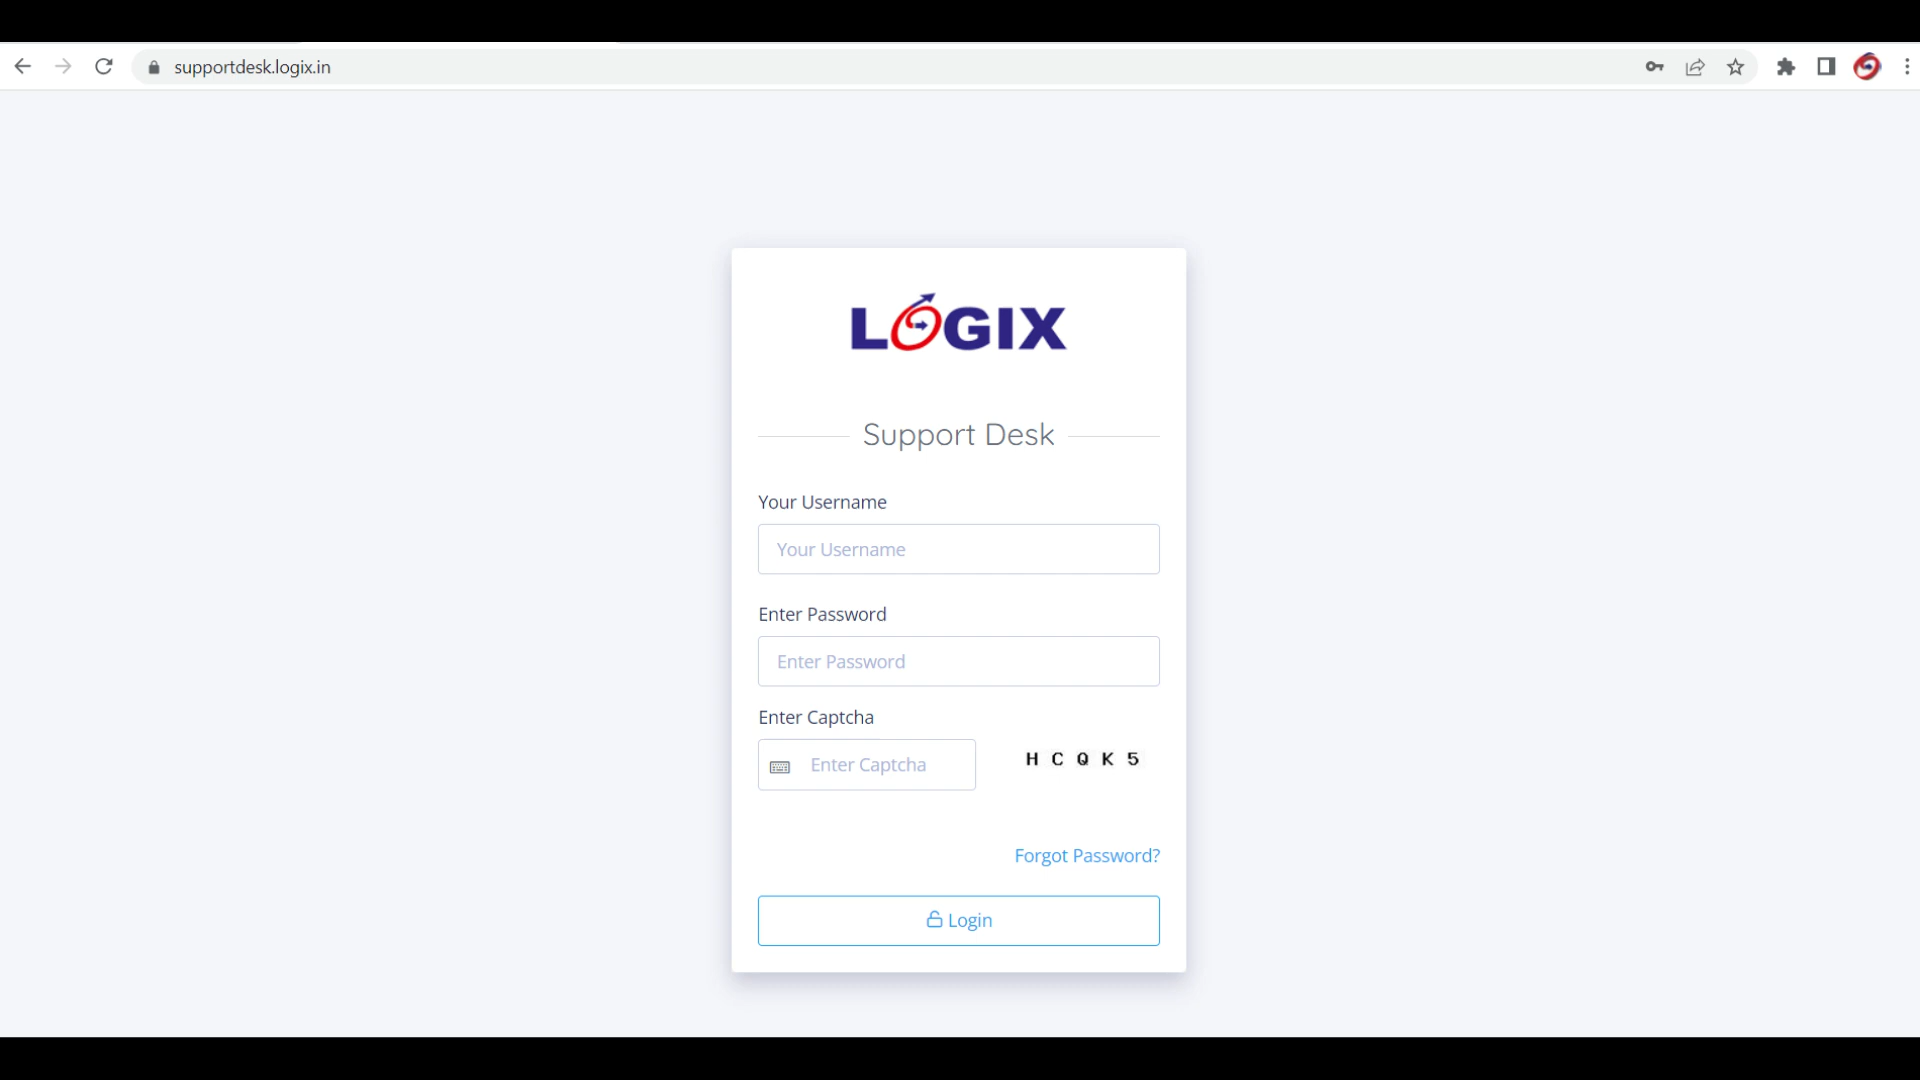 supportdesk.logix.in
LOGIX
Support Desk
Your Username
Your Username
Enter Password
Enter Password
Enter Captcha
Enter Captcha
H C Q K 5
Forgot Password?
Login